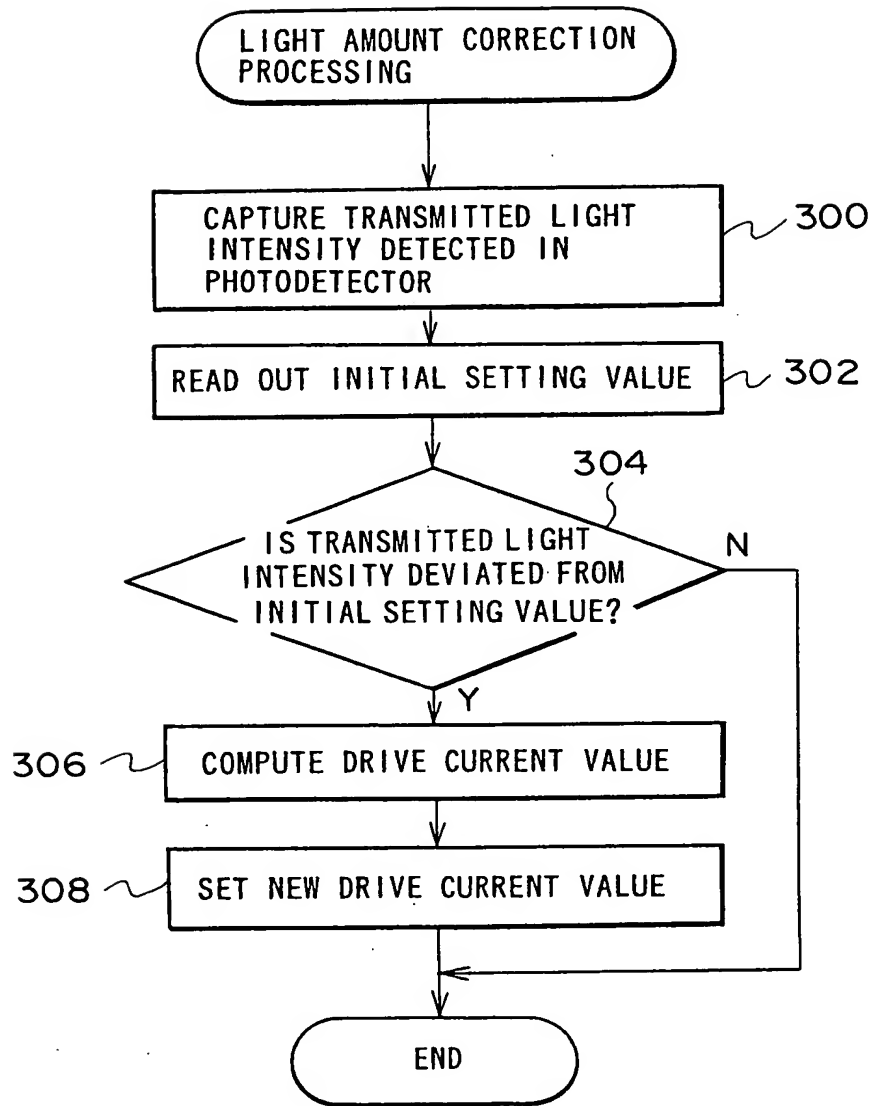 LIGHT AMOUNT CORRECTION
PROCESSING
CAPTURE TRANSMITTED LIGHT
INTENSITY DETECTED IN
PHOTODETECTOR
300
READ OUT INITIAL SETTING VALUE
302
304
IS TRANSMITTED LIGHT
INTENSITY DEVIATED FROM
INITIAL SETTING VALUE?
N
Y
306
COMPUTE DRIVE CURRENT VALUE
308
SET NEW DRIVE CURRENT VALUE
END